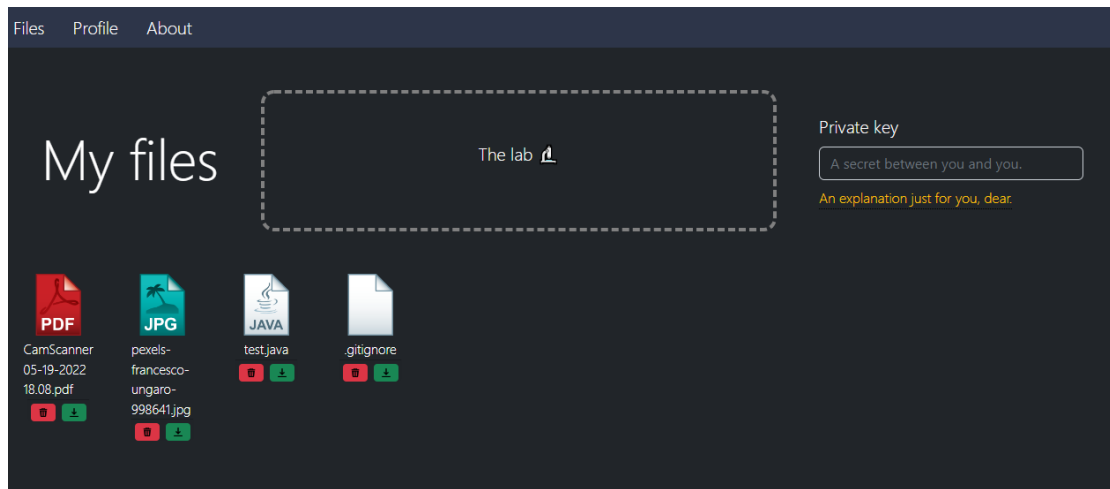 Files Profile About
My files
The lab
Private key
A secret between you and you.
An explanation just for you, dear.
PDF
JPG
JAVA
CamScanner
05-19-2022
18.08.pdf
pexels-
francesco-
ungaro-
998641.jpg
test.java
.gitignore